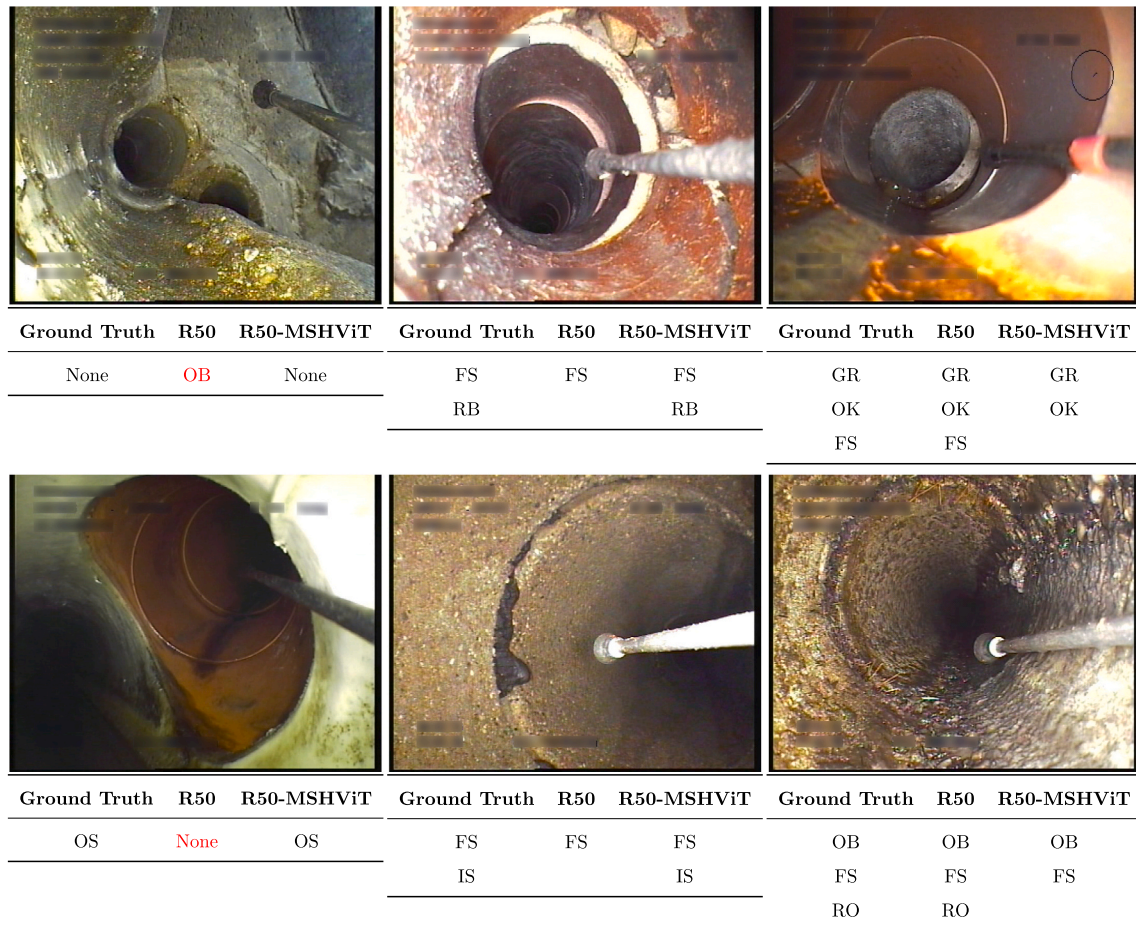 Ground Truth R50 R50-MSHViT
None OB None
Ground Truth R50 R50-MSHViT
FS FS FS
RB RB
Ground Truth R50 R50-MSHViT
GR GR GR
OK OK OK
FS FS
Ground Truth R50 R50-MSHViT
OS None OS
Ground Truth R50 R50-MSHViT
FS FS FS
IS IS
Ground Truth R50 R50-MSHViT
OB OB OB
FS FS FS
RO RO